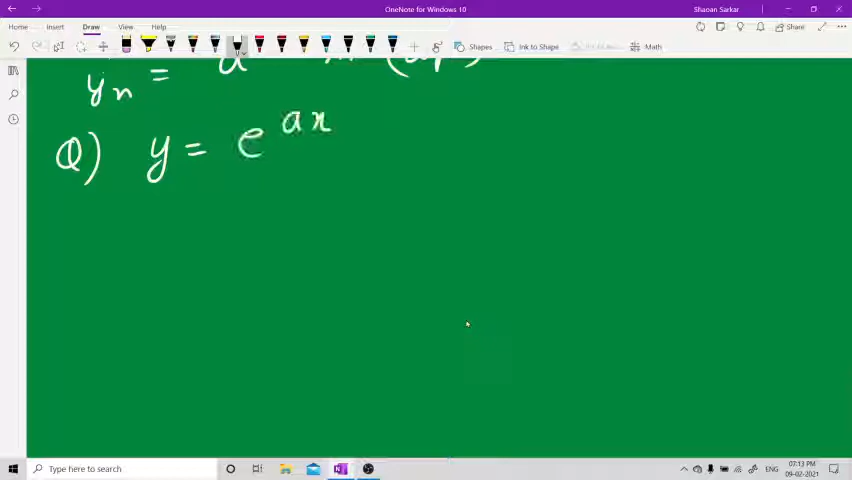 OneNote for Windows 10
Shaoan Sarkar
Home Insert Draw View Help
Share
Shapes Ink to Shape Math
yn =
Q) y = e^ax
Type here to search
ENG
07:13 PM
09-02-2021